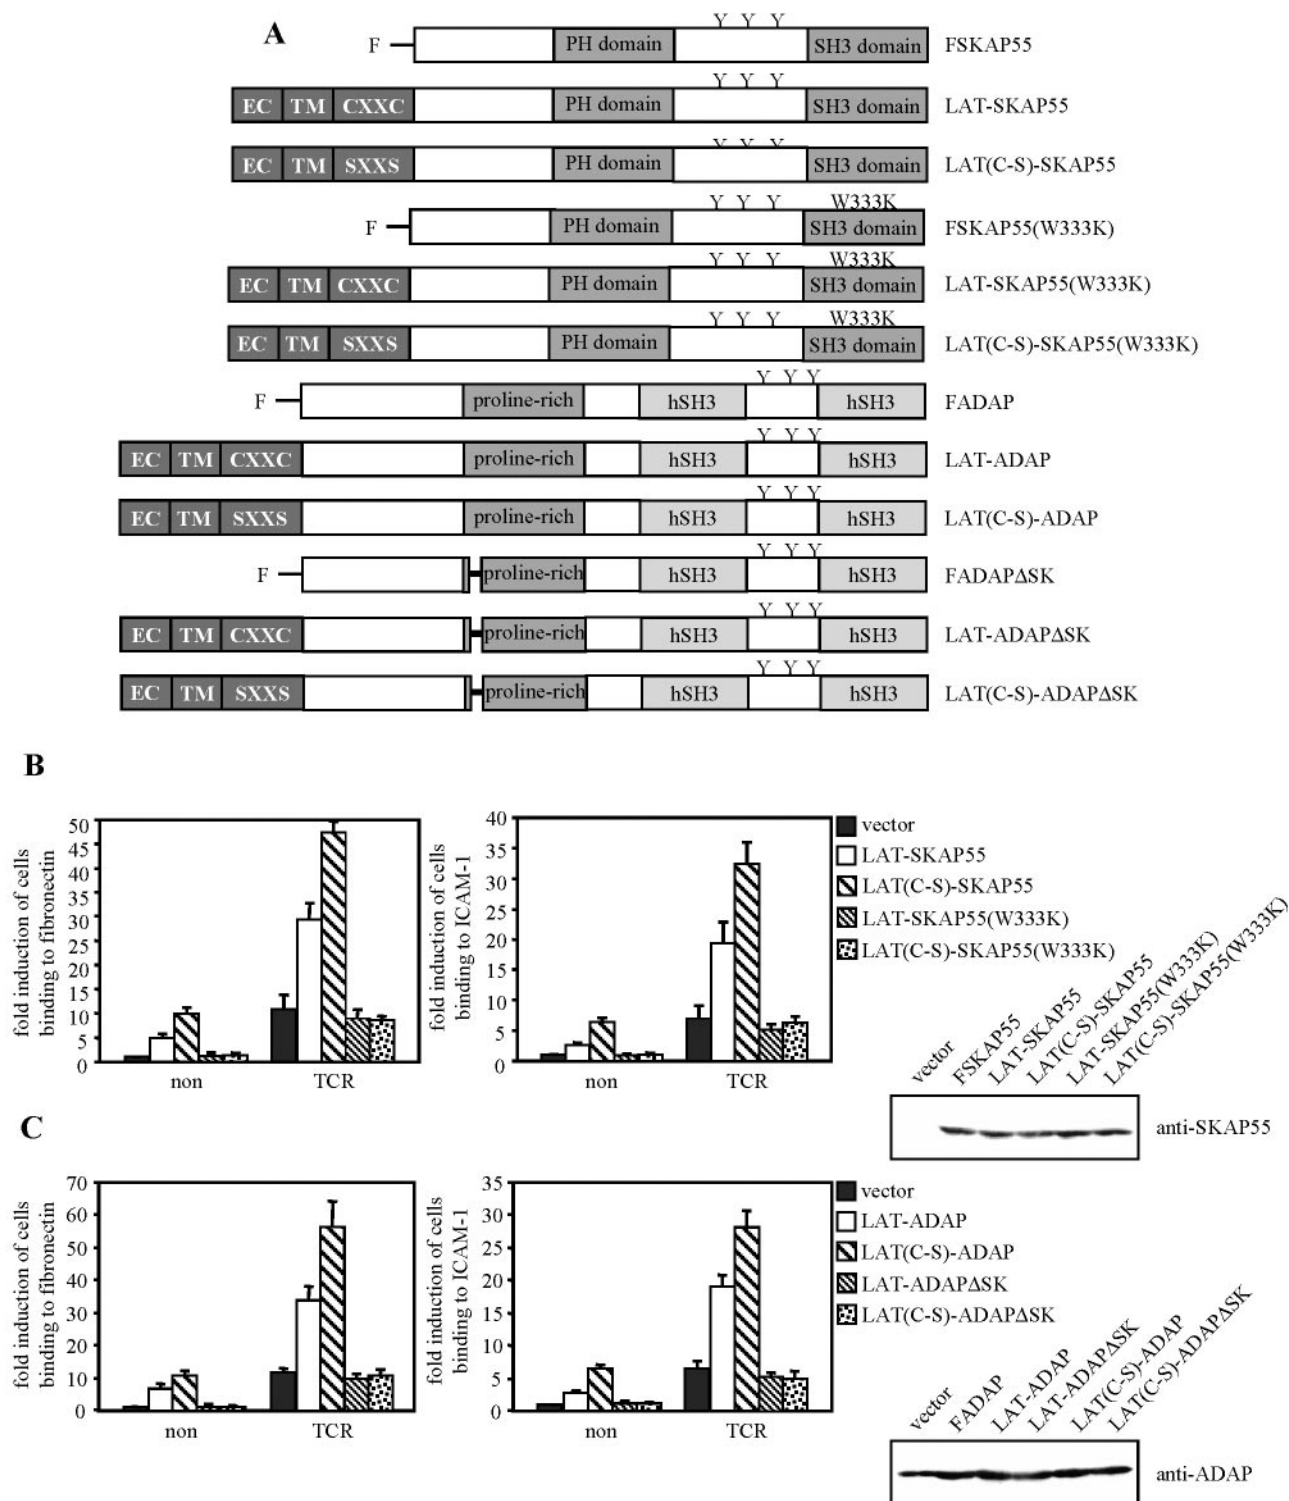 A
Y Y Y
F PH domain SH3 domain FSKAP55
Y Y Y
EC TM CXXC PH domain SH3 domain LAT-SKAP55
Y Y Y
EC TM SXXS PH domain SH3 domain LAT(C-S)-SKAP55
Y Y Y W333K
F PH domain SH3 domain FSKAP55(W333K)
Y Y Y W333K
EC TM CXXC PH domain SH3 domain LAT-SKAP55(W333K)
Y Y Y W333K
EC TM SXXS PH domain SH3 domain LAT(C-S)-SKAP55(W333K)
Y Y Y
F proline-rich hSH3 hSH3 FADAP
Y Y Y
EC TM CXXC proline-rich hSH3 hSH3 LAT-ADAP
Y Y Y
EC TM SXXS proline-rich hSH3 hSH3 LAT(C-S)-ADAP
Y Y Y
F proline-rich hSH3 hSH3 FADAPΔSK
Y Y Y
EC TM CXXC proline-rich hSH3 hSH3 LAT-ADAPΔSK
Y Y Y
EC TM SXXS proline-rich hSH3 hSH3 LAT(C-S)-ADAPΔSK
B
fold induction of cells
binding to fibronectin
50
45
40
35
30
25
20
15
10
5
0
non TCR
fold induction of cells
binding to ICAM-1
40
35
30
25
20
15
10
5
0
non TCR
vector
LAT-SKAP55
LAT(C-S)-SKAP55
LAT-SKAP55(W333K)
LAT(C-S)-SKAP55(W333K)
vector
FSKAP55
LAT-SKAP55
LAT(C-S)-SKAP55
LAT-SKAP55(W333K)
LAT(C-S)-SKAP55(W333K)
anti-SKAP55
C
fold induction of cells
binding to fibronectin
70
60
50
40
30
20
10
0
non TCR
fold induction of cells
binding to ICAM-1
35
30
25
20
15
10
5
0
non TCR
vector
LAT-ADAP
LAT(C-S)-ADAP
LAT-ADAPΔSK
LAT(C-S)-ADAPΔSK
vector
FADAP
LAT-ADAP
LAT-ADAPΔSK
LAT(C-S)-ADAP
LAT(C-S)-ADAPΔSK
anti-ADAP